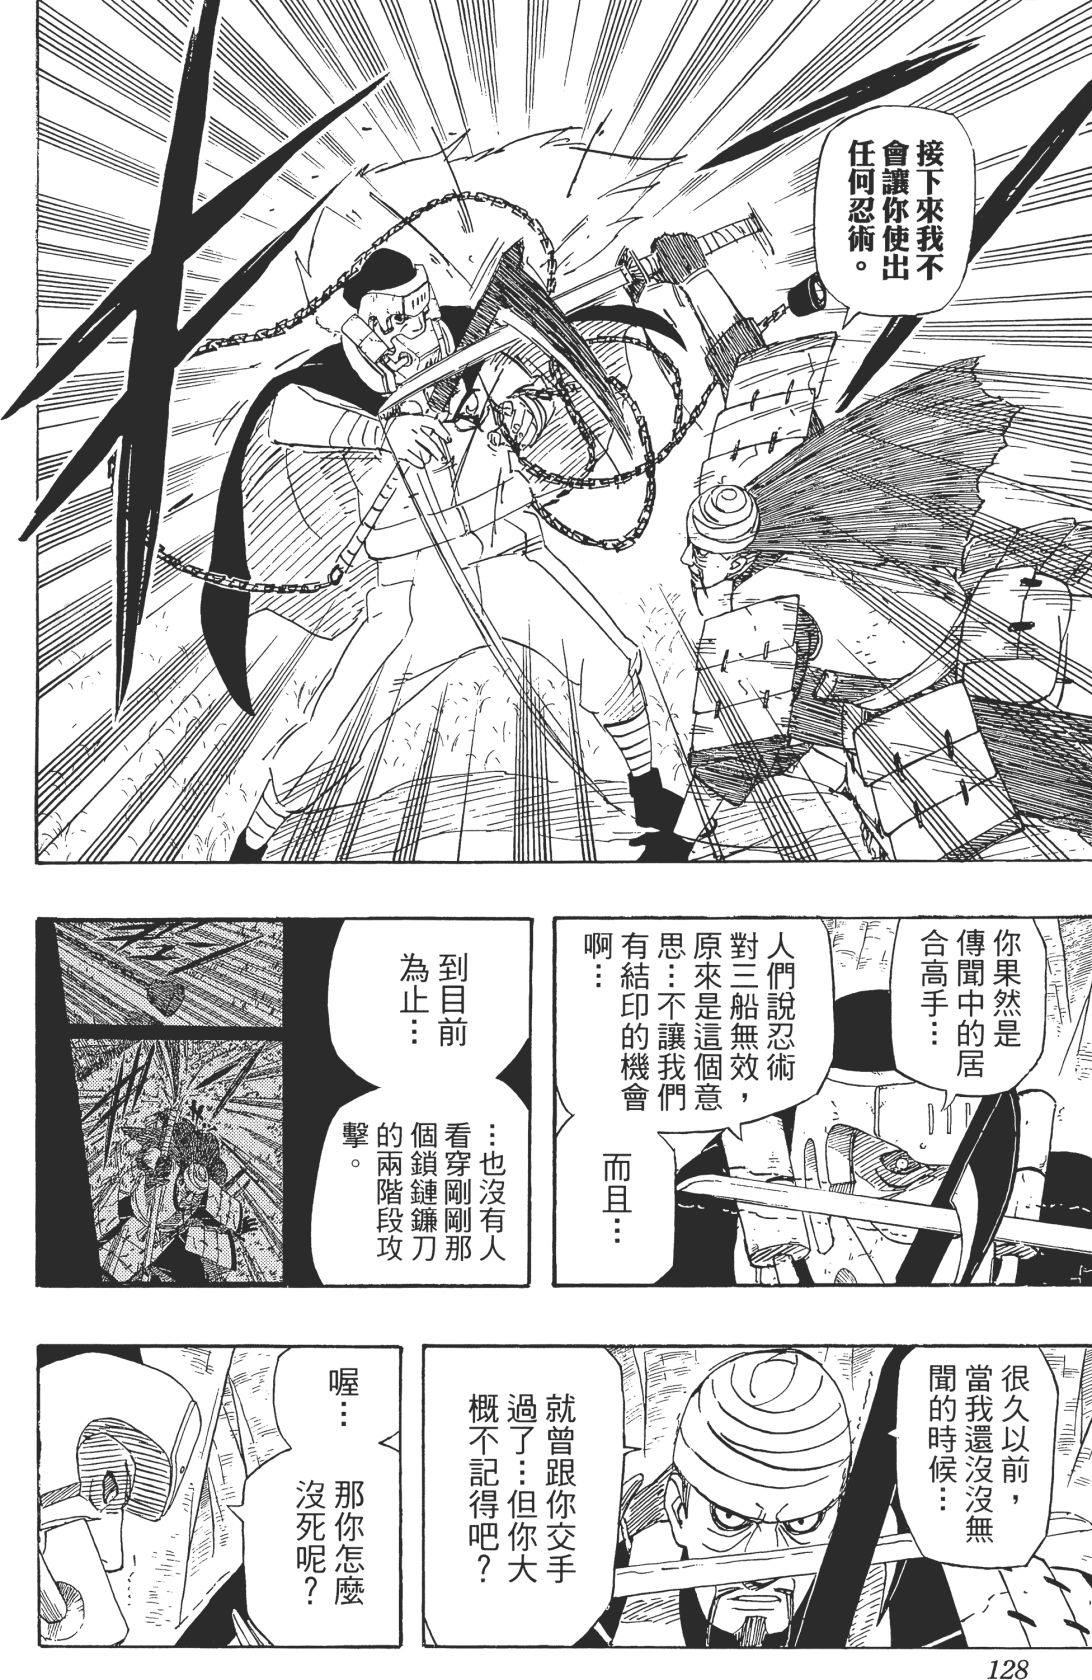 接下來我不
會讓你使出
任何忍術。
你果然是
傳聞中的居
合高手…
人們說忍術
對三船無效，
原來是這個意
思…不讓我們
有結印的機會
啊…
而且…
到目前
為止…
…也沒有人
看穿剛剛那
個鎖鏈鐮刀
的兩階段攻
擊。
很久以前，
當我還沒沒無
聞的時候…
就曾跟你交手
過了…但你大
概不記得吧？
喔…
那你怎麼
沒死呢？
128